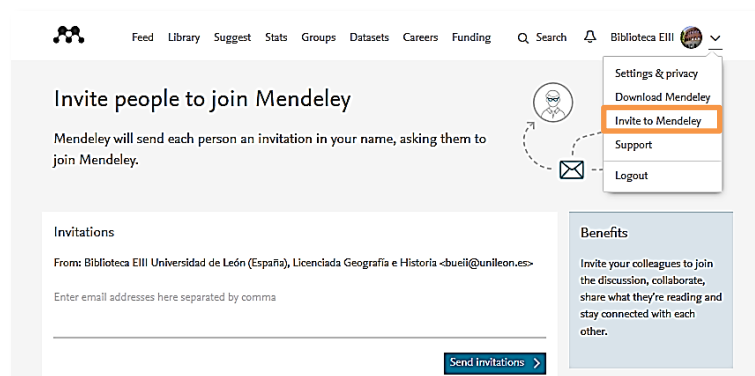 Feed Library Suggest Stats Groups Datasets Careers Funding Search Biblioteca EIII
Settings & privacy
Download Mendeley
Invite to Mendeley
Support
Logout
Invite people to join Mendeley
Mendeley will send each person an invitation in your name, asking them to
join Mendeley.
Invitations
From: Biblioteca EIII Universidad de León (España), Licenciada Geografía e Historia <bueii@unileon.es>
Enter email addresses here separated by comma
Send invitations
Benefits
Invite your colleagues to join
the discussion, collaborate,
share what they're reading and
stay connected with each
other.